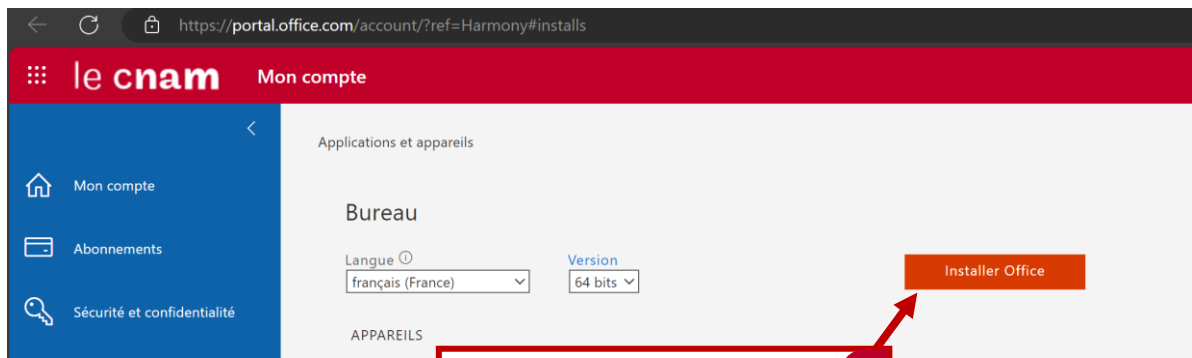 https://portal.office.com/account/?ref=Harmony#installs
le cnam Mon compte
Applications et appareils
Mon compte
Bureau
Abonnements
Langue Version
français (France) 64 bits
Installer Office
Sécurité et confidentialité
APPAREILS